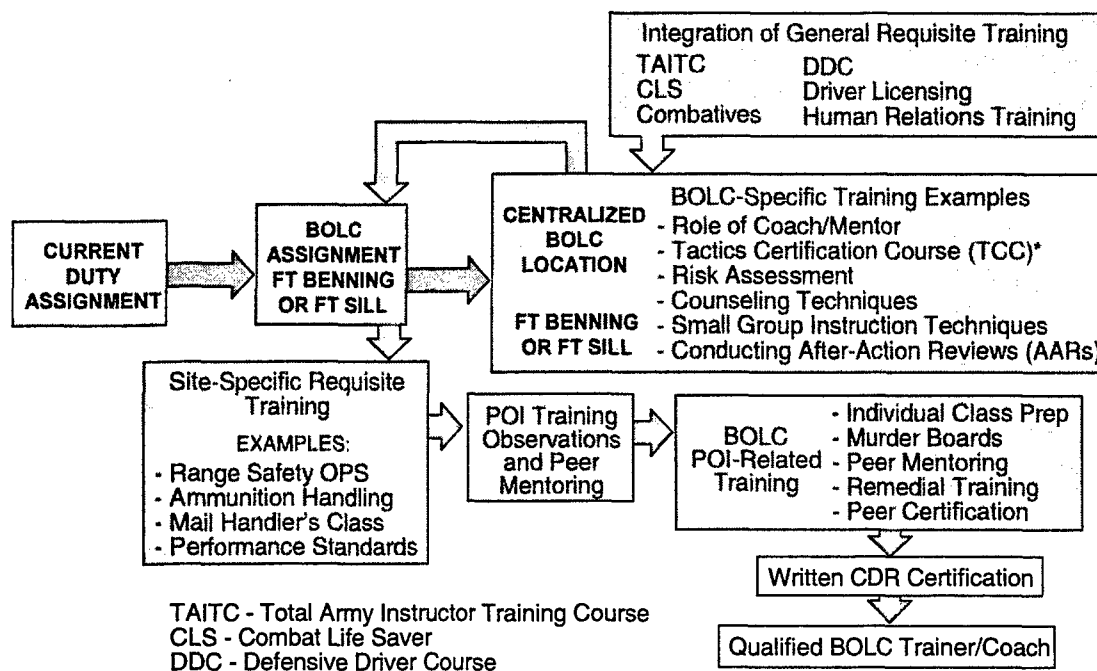 Integration of General Requisite Training
TAITC DDC
CLS Driver Licensing
Combatives Human Relations Training
CURRENT
DUTY
ASSIGNMENT
BOLC
ASSIGNMENT
FT BENNING
OR FT SILL
CENTRALIZED
BOLC
LOCATION
FT BENNING
OR FT SILL
BOLC-Specific Training Examples
- Role of Coach/Mentor
- Tactics Certification Course (TCC)*
- Risk Assessment
- Counseling Techniques
- Small Group Instruction Techniques
- Conducting After-Action Reviews (AARs)
Site-Specific Requisite
Training
EXAMPLES:
- Range Safety OPS
- Ammunition Handling
- Mail Handler's Class
- Performance Standards
POI Training
Observations
and Peer
Mentoring
BOLC
POI-Related
Training
- Individual Class Prep
- Murder Boards
- Peer Mentoring
- Remedial Training
- Peer Certification
Written CDR Certification
Qualified BOLC Trainer/Coach
TAITC - Total Army Instructor Training Course
CLS - Combat Life Saver
DDC - Defensive Driver Course